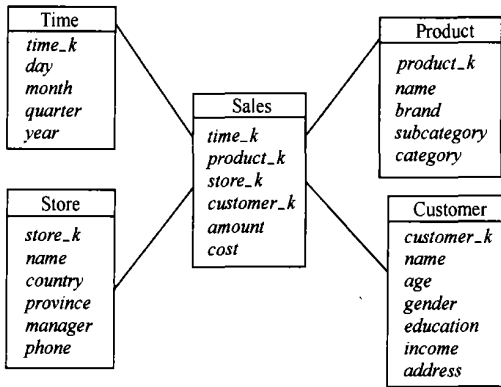 Time
time_k
day
month
quarter
year
Store
store_k
name
country
province
manager
phone
Sales
time_k
product_k
store_k
customer_k
amount
cost
Product
product_k
name
brand
subcategory
category
Customer
customer_k
name
age
gender
education
income
address